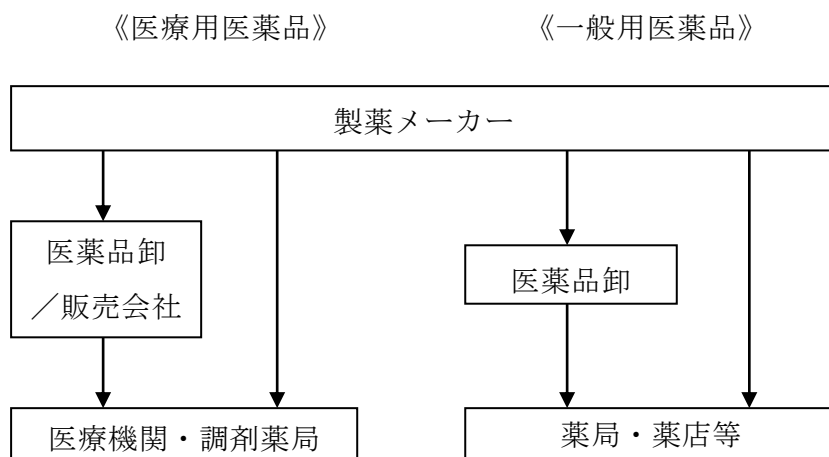 《医療用医薬品》
《一般用医薬品》
製薬メーカー
医薬品卸
／販売会社
医薬品卸
医療機関・調剤薬局
薬局・薬店等